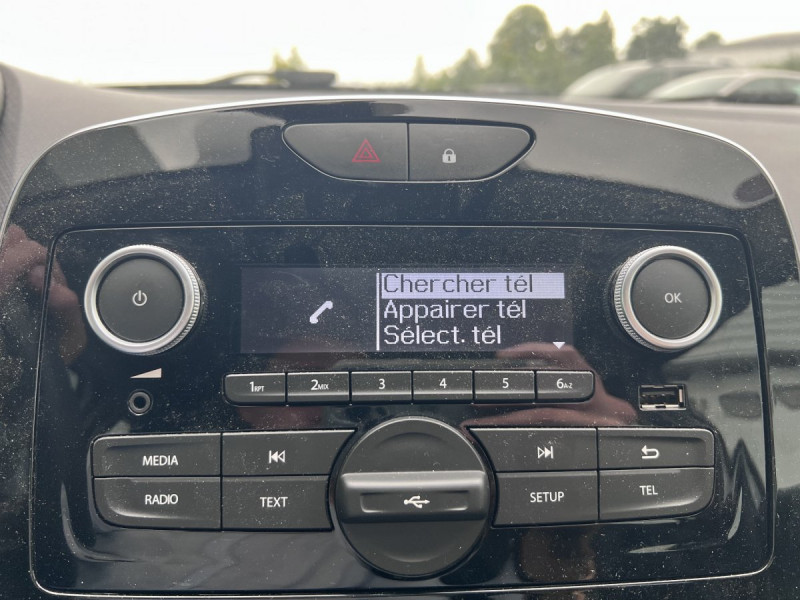 Chercher tél
Appairer tél
Sélect. tél
OK
1RPT 2MIX 3 4 5 6A-Z
MEDIA
RADIO TEXT SETUP TEL